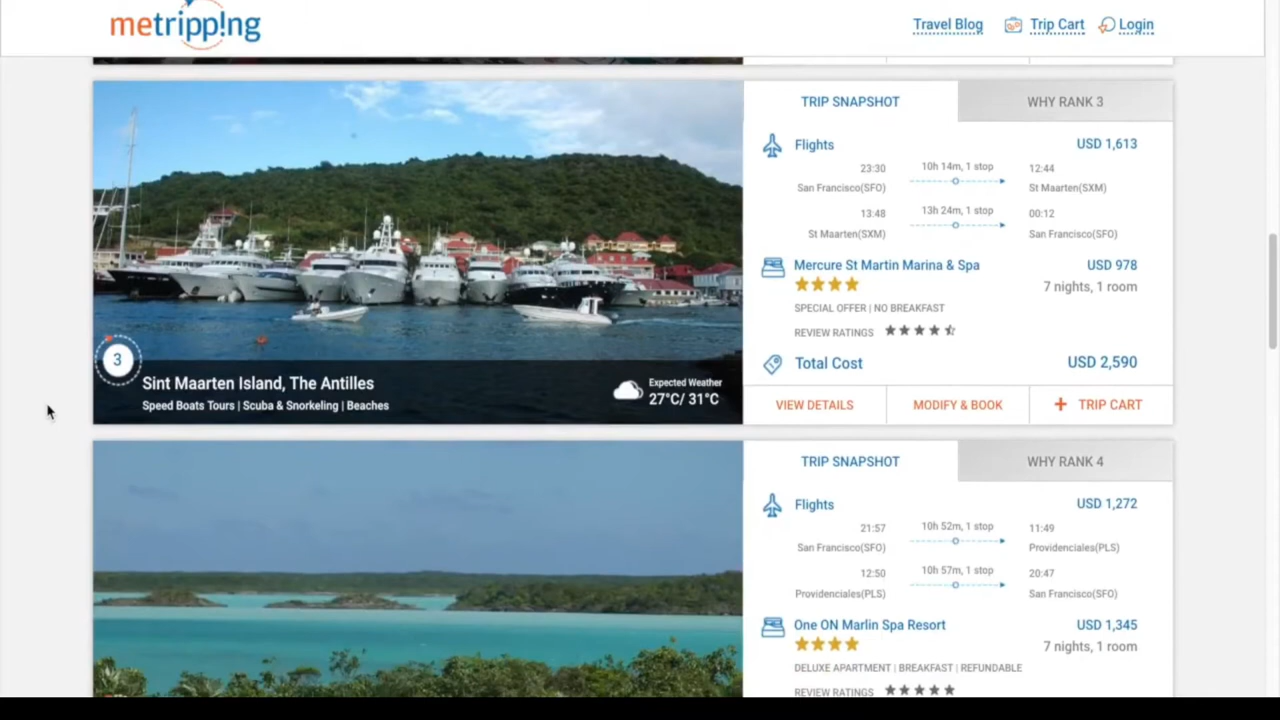 metripp!ng
Travel Blog
Trip Cart
Login
TRIP SNAPSHOT
WHY RANK 3
Flights
USD 1,613
23:30
10h 14m, 1 stop
12:44
San Francisco(SFO)
St Maarten(SXM)
13:48
13h 24m, 1 stop
00:12
St Maarten(SXM)
San Francisco(SFO)
Mercure St Martin Marina & Spa
USD 978
7 nights, 1 room
SPECIAL OFFER | NO BREAKFAST
REVIEW RATINGS
Total Cost
USD 2,590
VIEW DETAILS
MODIFY & BOOK
+ TRIP CART
3
Sint Maarten Island, The Antilles
Speed Boats Tours | Scuba & Snorkeling | Beaches
Expected Weather
27°C/ 31°C
TRIP SNAPSHOT
WHY RANK 4
Flights
USD 1,272
21:57
10h 52m, 1 stop
11:49
San Francisco(SFO)
Providenciales(PLS)
12:50
10h 57m, 1 stop
20:47
Providenciales(PLS)
San Francisco(SFO)
One ON Marlin Spa Resort
USD 1,345
7 nights, 1 room
DELUXE APARTMENT | BREAKFAST | REFUNDABLE
REVIEW RATINGS